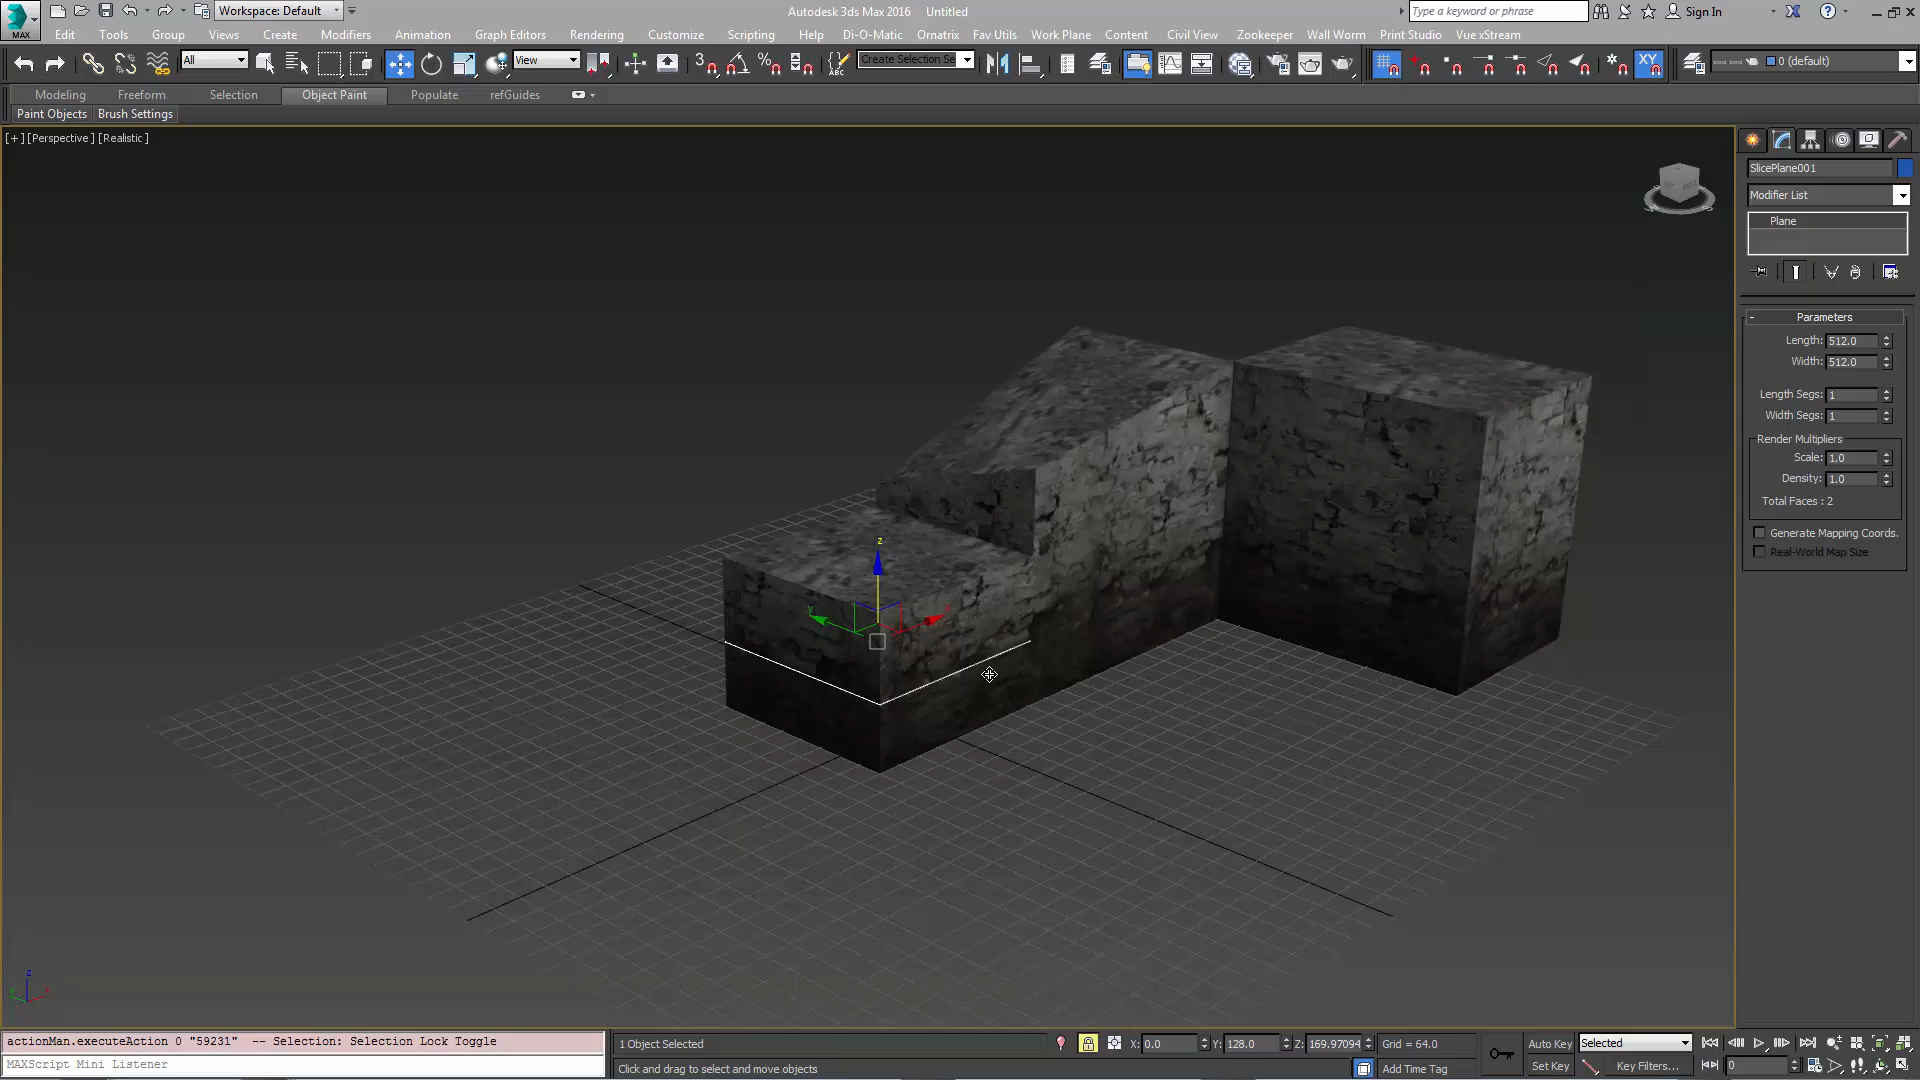 Workspace: Default
Autodesk 3ds Max 2016 Untitled
Type a keyword or phrase
Sign In
MAX
Edit Tools Group Views Create Modifiers Animation Graph Editors Rendering Customize Scripting Help Di-O-Matic Ornatrix Fav Utils Work Plane Content Civil View Zookeeper Wall Worm Print Studio Vue xStream
All
View
3
%
ABC
Create Selection Se
XY
0 (default)
Modeling Freeform Selection Object Paint Populate refGuides
Paint Objects Brush Settings
[+] [Perspective ] [Realistic ]
SlicePlane001
Modifier List
Plane
- Parameters
Length: 512.0
Width: 512.0
Length Segs: 1
Width Segs: 1
Render Multipliers
Scale: 1.0
Density: 1.0
Total Faces : 2
Generate Mapping Coords.
Real-World Map Size
z
y
z
actionMan.executeAction 0 "59231" -- Selection: Selection Lock Toggle
MAXScript Mini Listener
1 Object Selected
X: 0.0 Y: 128.0 Z: 169.97094
Grid = 64.0
Click and drag to select and move objects
Add Time Tag
Auto Key Selected
Set Key Key Filters...
0